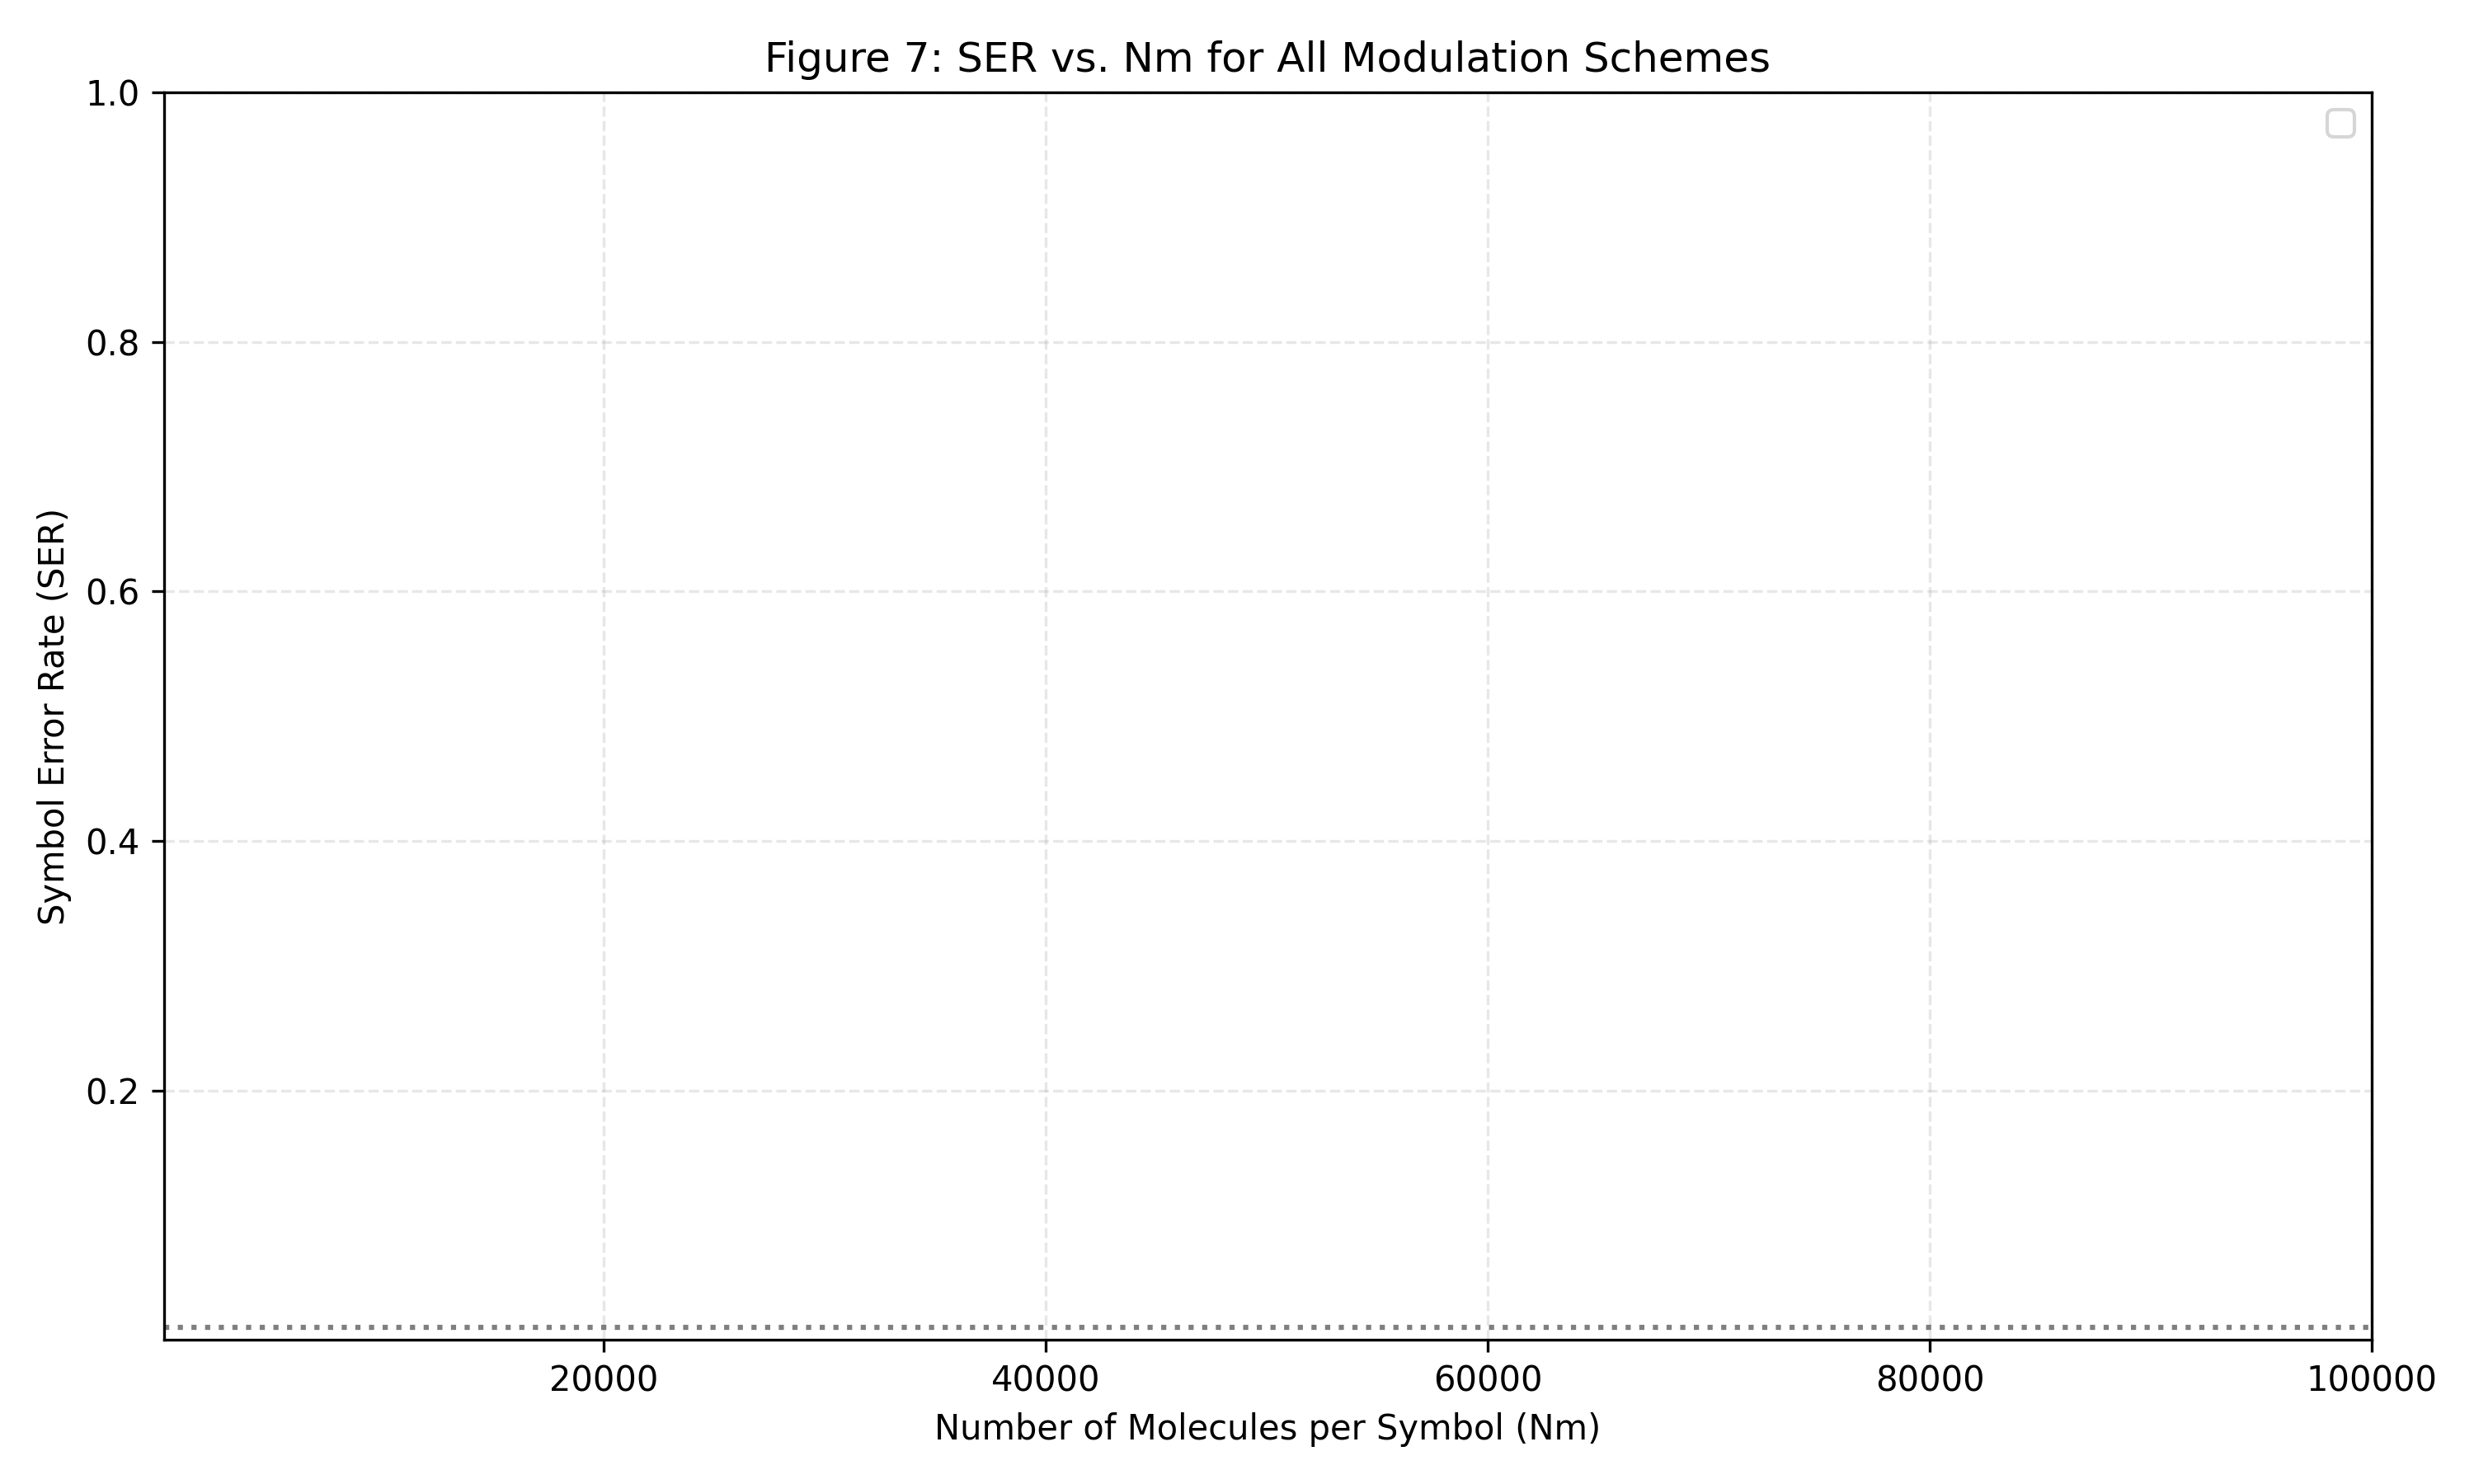 Figure 7: SER vs. Nm for All Modulation Schemes
1.0
0.8
0.6
0.4
0.2
Symbol Error Rate (SER)
20000 40000 60000 80000 100000
Number of Molecules per Symbol (Nm)